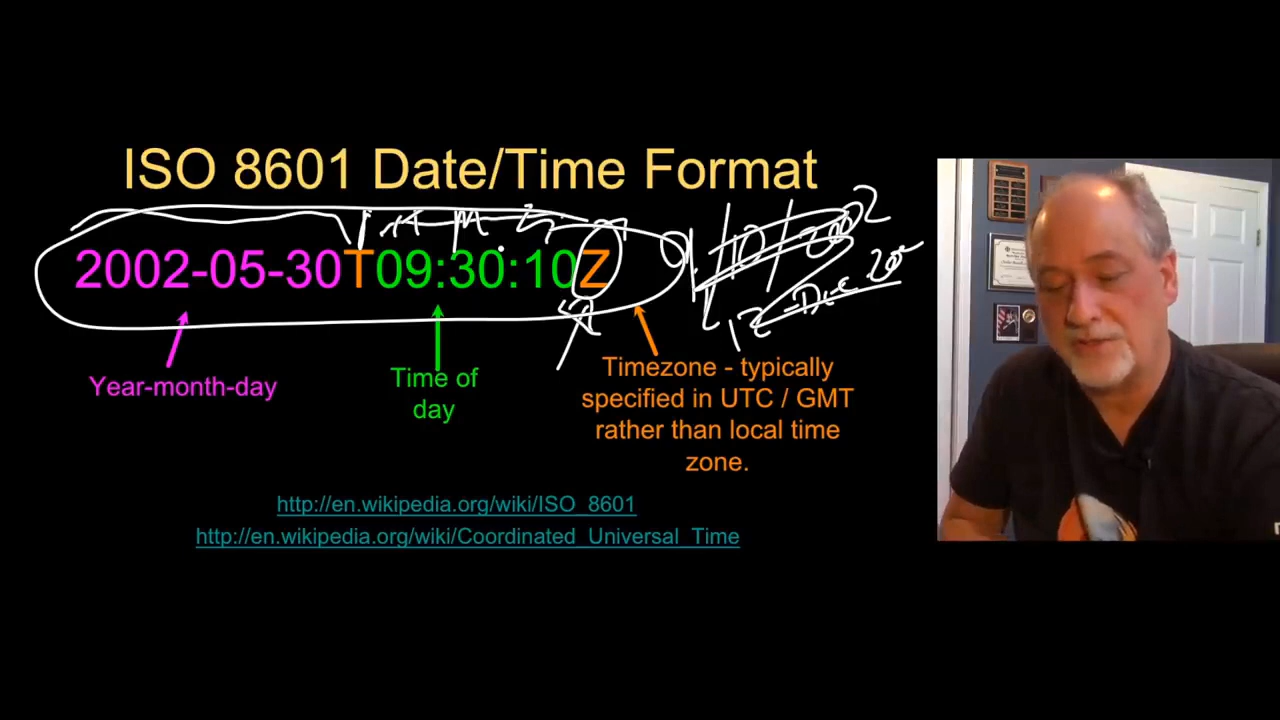 ISO 8601 Date/Time Format
2002-05-30T09:30:10Z
Year-month-day
Time of
day
Timezone - typically
specified in UTC / GMT
rather than local time
zone.
http://en.wikipedia.org/wiki/ISO_8601
http://en.wikipedia.org/wiki/Coordinated_Universal_Time